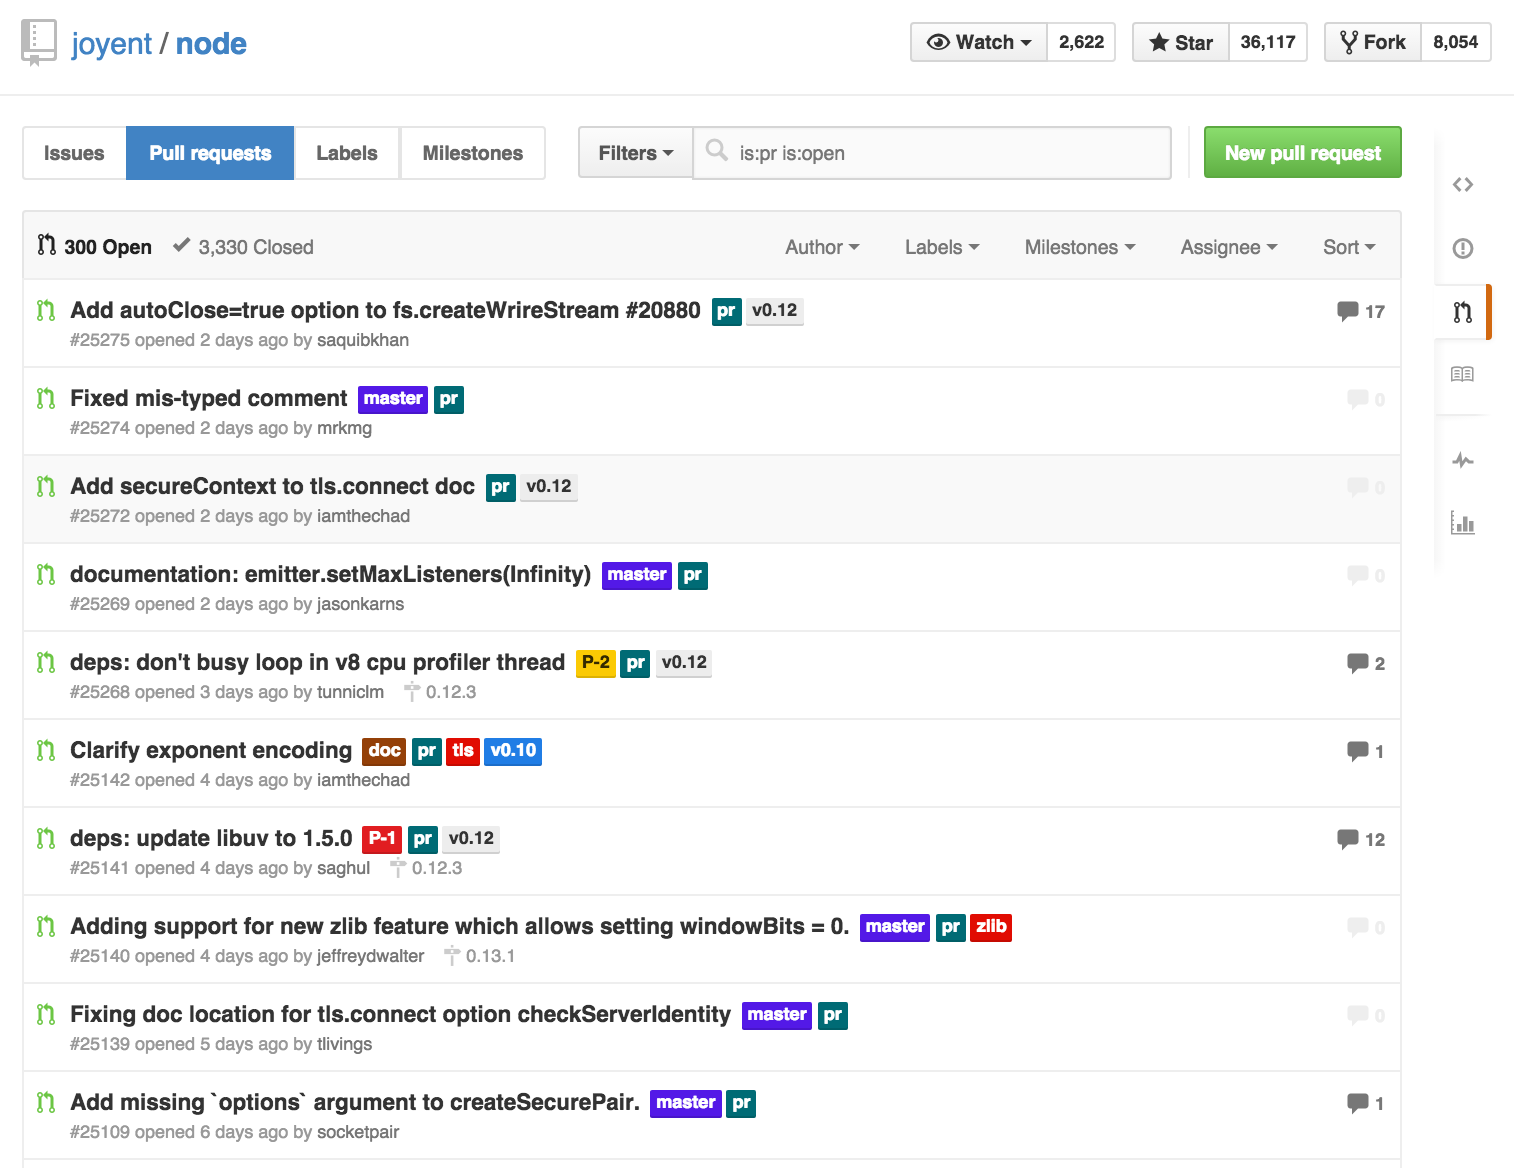 joyent / node
Watch 2,622 Star 36,117 Fork 8,054
Issues Pull requests Labels Milestones Filters is:pr is:open New pull request
300 Open 3,330 Closed Author Labels Milestones Assignee Sort
Add autoClose=true option to fs.createWrireStream #20880 pr v0.12 17
#25275 opened 2 days ago by saquibkhan
Fixed mis-typed comment master pr 0
#25274 opened 2 days ago by mrkmg
Add secureContext to tls.connect doc pr v0.12 0
#25272 opened 2 days ago by iamthechad
documentation: emitter.setMaxListeners(Infinity) master pr 0
#25269 opened 2 days ago by jasonkarns
deps: don't busy loop in v8 cpu profiler thread P-2 pr v0.12 2
#25268 opened 3 days ago by tunniclm 0.12.3
Clarify exponent encoding doc pr tls v0.10 1
#25142 opened 4 days ago by iamthechad
deps: update libuv to 1.5.0 P-1 pr v0.12 12
#25141 opened 4 days ago by saghul 0.12.3
Adding support for new zlib feature which allows setting windowBits = 0. master pr zlib 0
#25140 opened 4 days ago by jeffreydwalter 0.13.1
Fixing doc location for tls.connect option checkServerIdentity master pr 0
#25139 opened 5 days ago by tlivings
Add missing `options` argument to createSecurePair. master pr 1
#25109 opened 6 days ago by socketpair